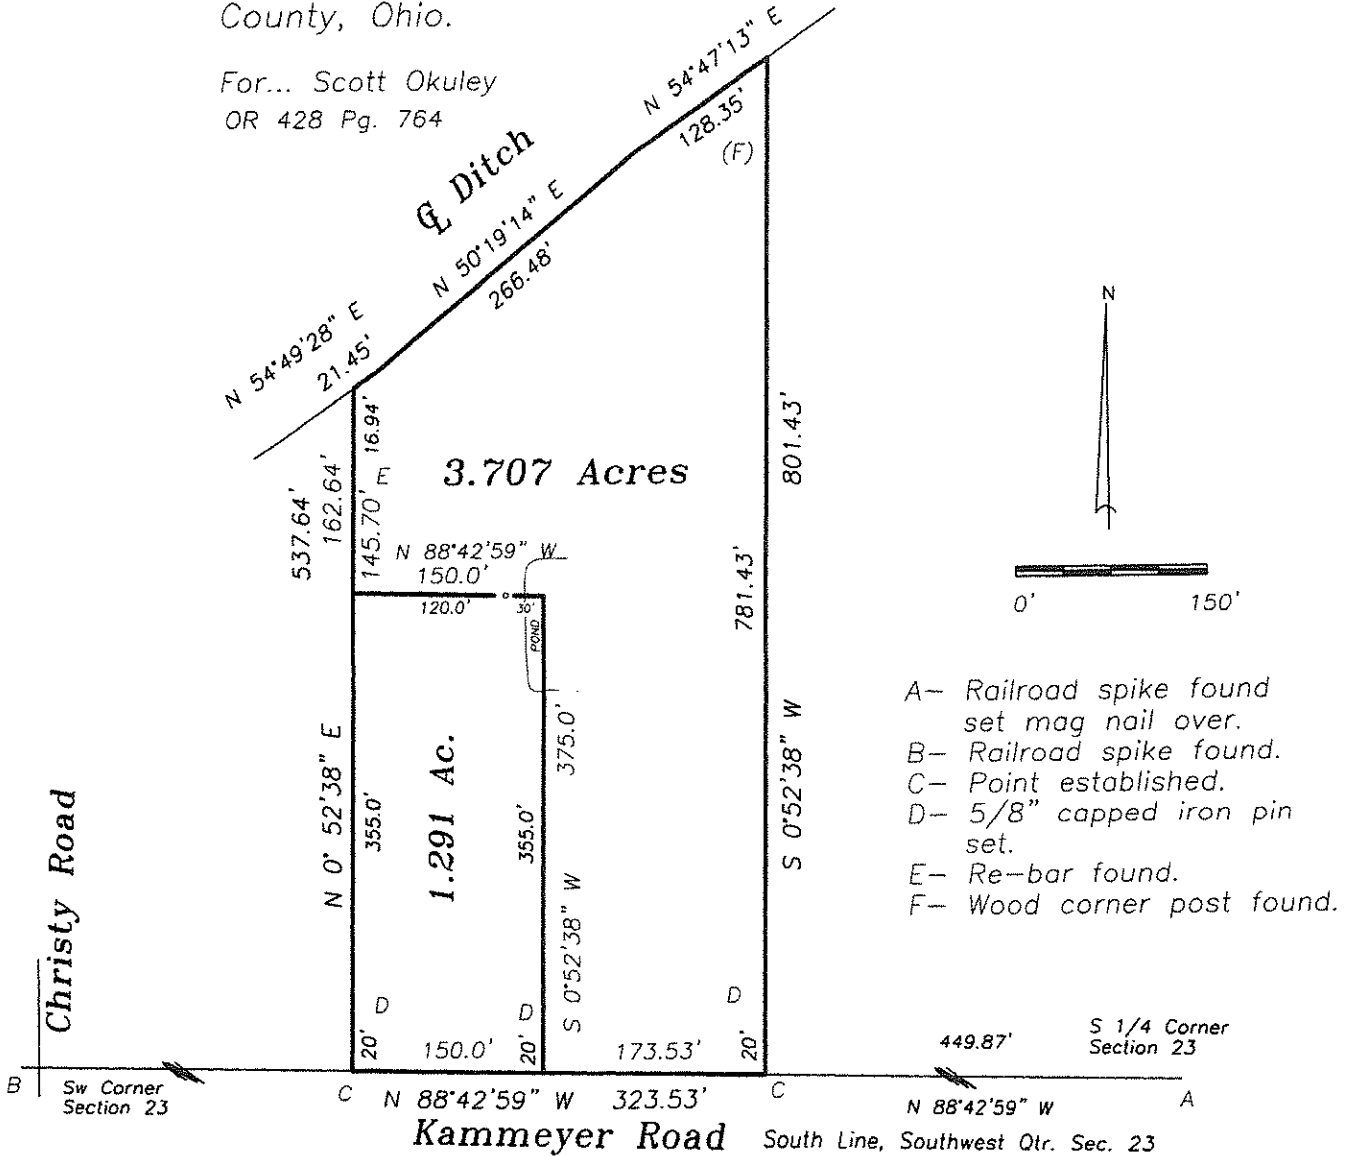 County, Ohio.
For... Scott Okuley
OR 428 Pg. 764
N 54°47'13" E
128.35'
(F)
℄ Ditch
N 50°19'14" E
266.48'
N 54°49'28" E
21.45'
N
16.94'
E
3.707 Acres
801.43'
537.64'
162.64'
145.70'
N 88°42'59" W
150.0'
120.0'
30'
POND
781.43'
0'
150'
A- Railroad spike found
set mag nail over.
B- Railroad spike found.
C- Point established.
D- 5/8" capped iron pin
set.
E- Re-bar found.
F- Wood corner post found.
N 0° 52'38" E
355.0'
1.291 Ac.
355.0'
375.0'
S 0°52'38" W
S 0°52'38" W
Christy Road
D
D
D
20'
150.0'
20'
173.53'
20'
449.87'
S 1/4 Corner
Section 23
B
Sw Corner
Section 23
C
N 88°42'59" W
323.53'
C
N 88°42'59" W
A
Kammeyer Road
South Line, Southwest Qtr. Sec. 23